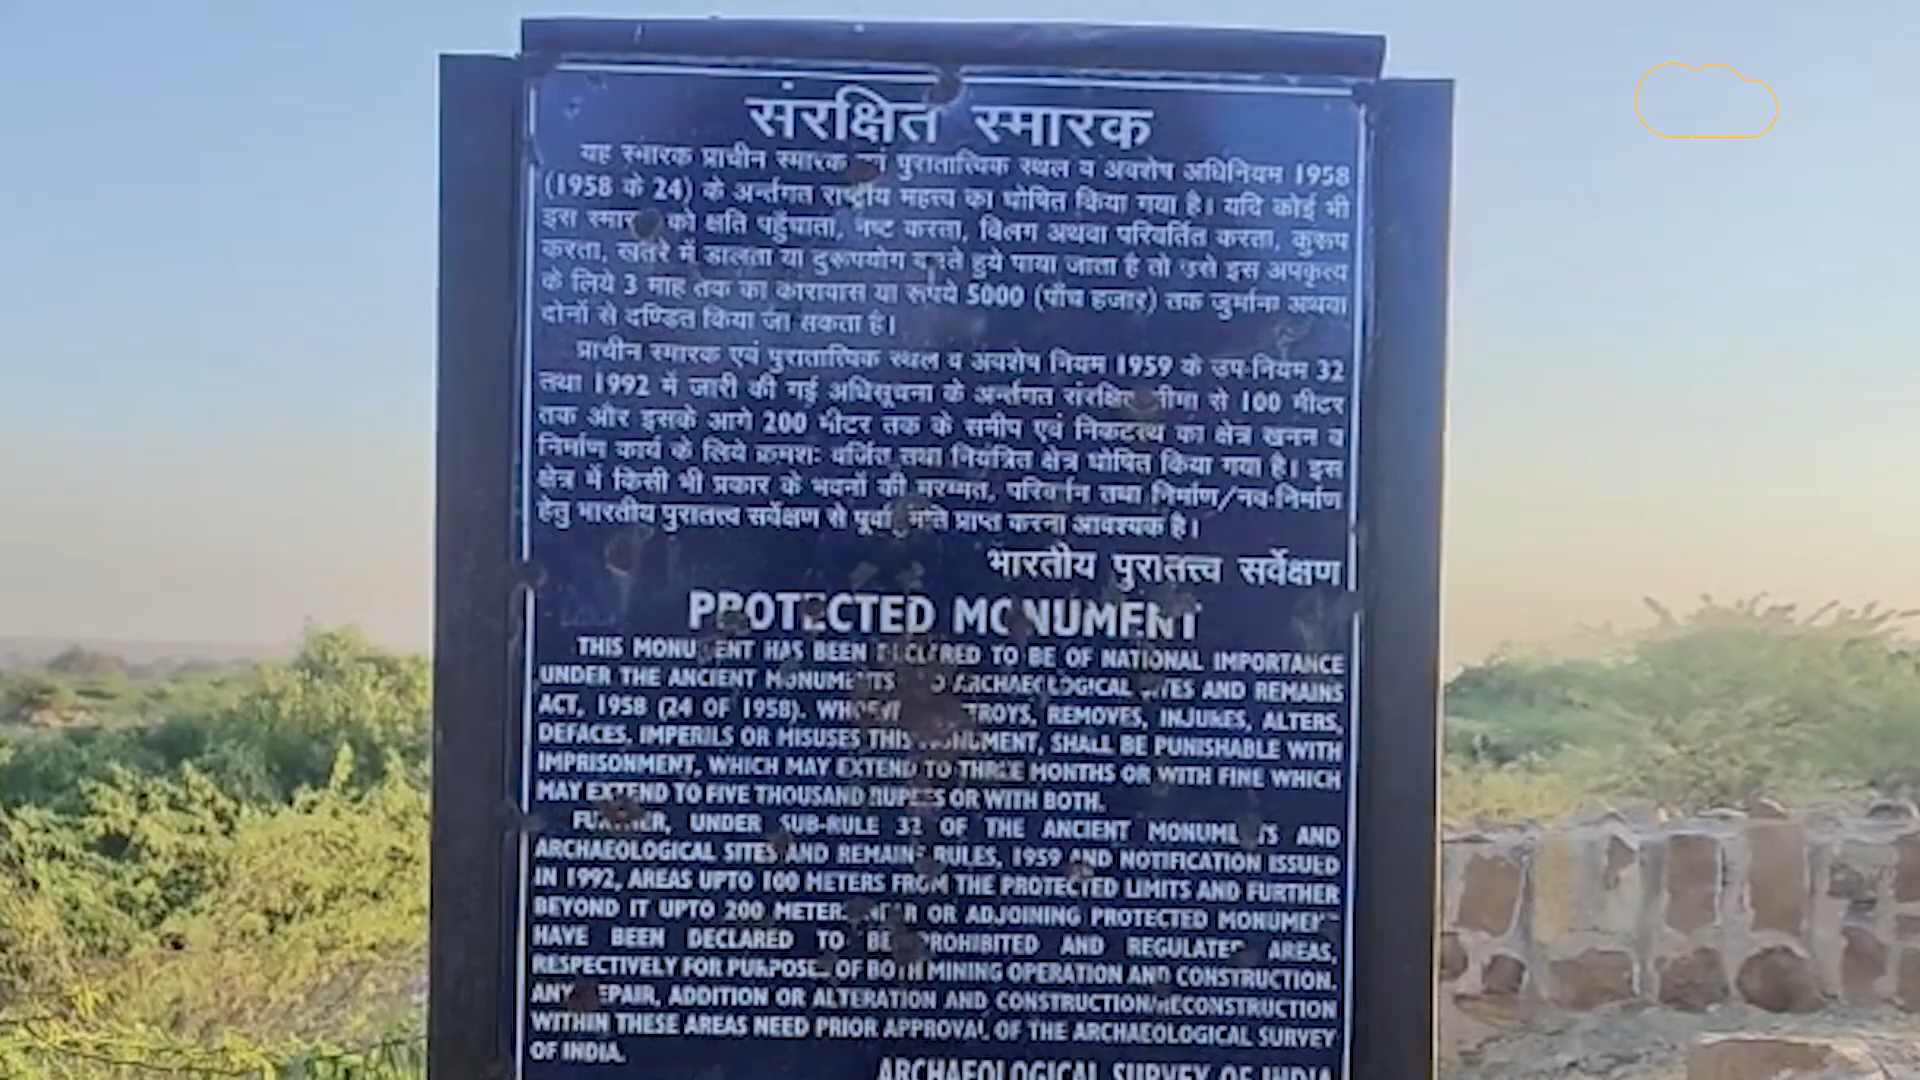 संरक्षित स्मारक
यह स्मारक प्राचीन स्मारक एवं पुरातात्विक स्थल व अवशेष अधिनियम 1958
(1958 के 24) के अर्न्तगत राष्ट्रीय महत्त्व का घोषित किया गया है। यदि कोई भी
इस स्मारक को क्षति पहुँचाता, नष्ट करता, विलग अथवा परिवर्तित करता, कुरूप
करता, खतरे में डालता या दुरूपयोग करते हुये पाया जाता है तो उसे इस अपकृत्य
के लिये 3 माह तक का कारावास या रूपये 5000 (पाँच हजार) तक जुर्माना अथवा
दोनों से दण्डित किया जा सकता है।
प्राचीन स्मारक एवं पुरातात्विक स्थल व अवशेष नियम 1959 के उप-नियम 32
तथा 1992 में जारी की गई अधिसूचना के अर्न्तगत संरक्षित सीमा से 100 मीटर
तक और इसके आगे 200 मीटर तक के समीप एवं निकटस्थ का क्षेत्र खनन व
निर्माण कार्य के लिये क्रमशः वर्जित तथा नियंत्रित क्षेत्र घोषित किया गया है। इस
क्षेत्र में किसी भी प्रकार के भवनों की मरम्मत, परिवर्तन तथा निर्माण/नव-निर्माण
हेतु भारतीय पुरातत्त्व सर्वेक्षण से पूर्वानुमति प्राप्त करना आवश्यक है।
भारतीय पुरातत्त्व सर्वेक्षण
PROTECTED MONUMENT
THIS MONUMENT HAS BEEN DECLARED TO BE OF NATIONAL IMPORTANCE
UNDER THE ANCIENT MONUMENTS AND ARCHAEOLOGICAL SITES AND REMAINS
ACT, 1958 (24 OF 1958). WHOEVER DESTROYS, REMOVES, INJURES, ALTERS,
DEFACES, IMPERILS OR MISUSES THIS MONUMENT, SHALL BE PUNISHABLE WITH
IMPRISONMENT, WHICH MAY EXTEND TO THREE MONTHS OR WITH FINE WHICH
MAY EXTEND TO FIVE THOUSAND RUPEES OR WITH BOTH.
FURTHER, UNDER SUB-RULE 32 OF THE ANCIENT MONUMENTS AND
ARCHAEOLOGICAL SITES AND REMAINS RULES, 1959 AND NOTIFICATION ISSUED
IN 1992, AREAS UPTO 100 METERS FROM THE PROTECTED LIMITS AND FURTHER
BEYOND IT UPTO 200 METERS NEAR OR ADJOINING PROTECTED MONUMENT
HAVE BEEN DECLARED TO BE PROHIBITED AND REGULATED AREAS,
RESPECTIVELY FOR PURPOSES OF BOTH MINING OPERATION AND CONSTRUCTION.
ANY REPAIR, ADDITION OR ALTERATION AND CONSTRUCTION/RECONSTRUCTION
WITHIN THESE AREAS NEED PRIOR APPROVAL OF THE ARCHAEOLOGICAL SURVEY
OF INDIA.
ARCHAEOLOGICAL SURVEY OF INDIA